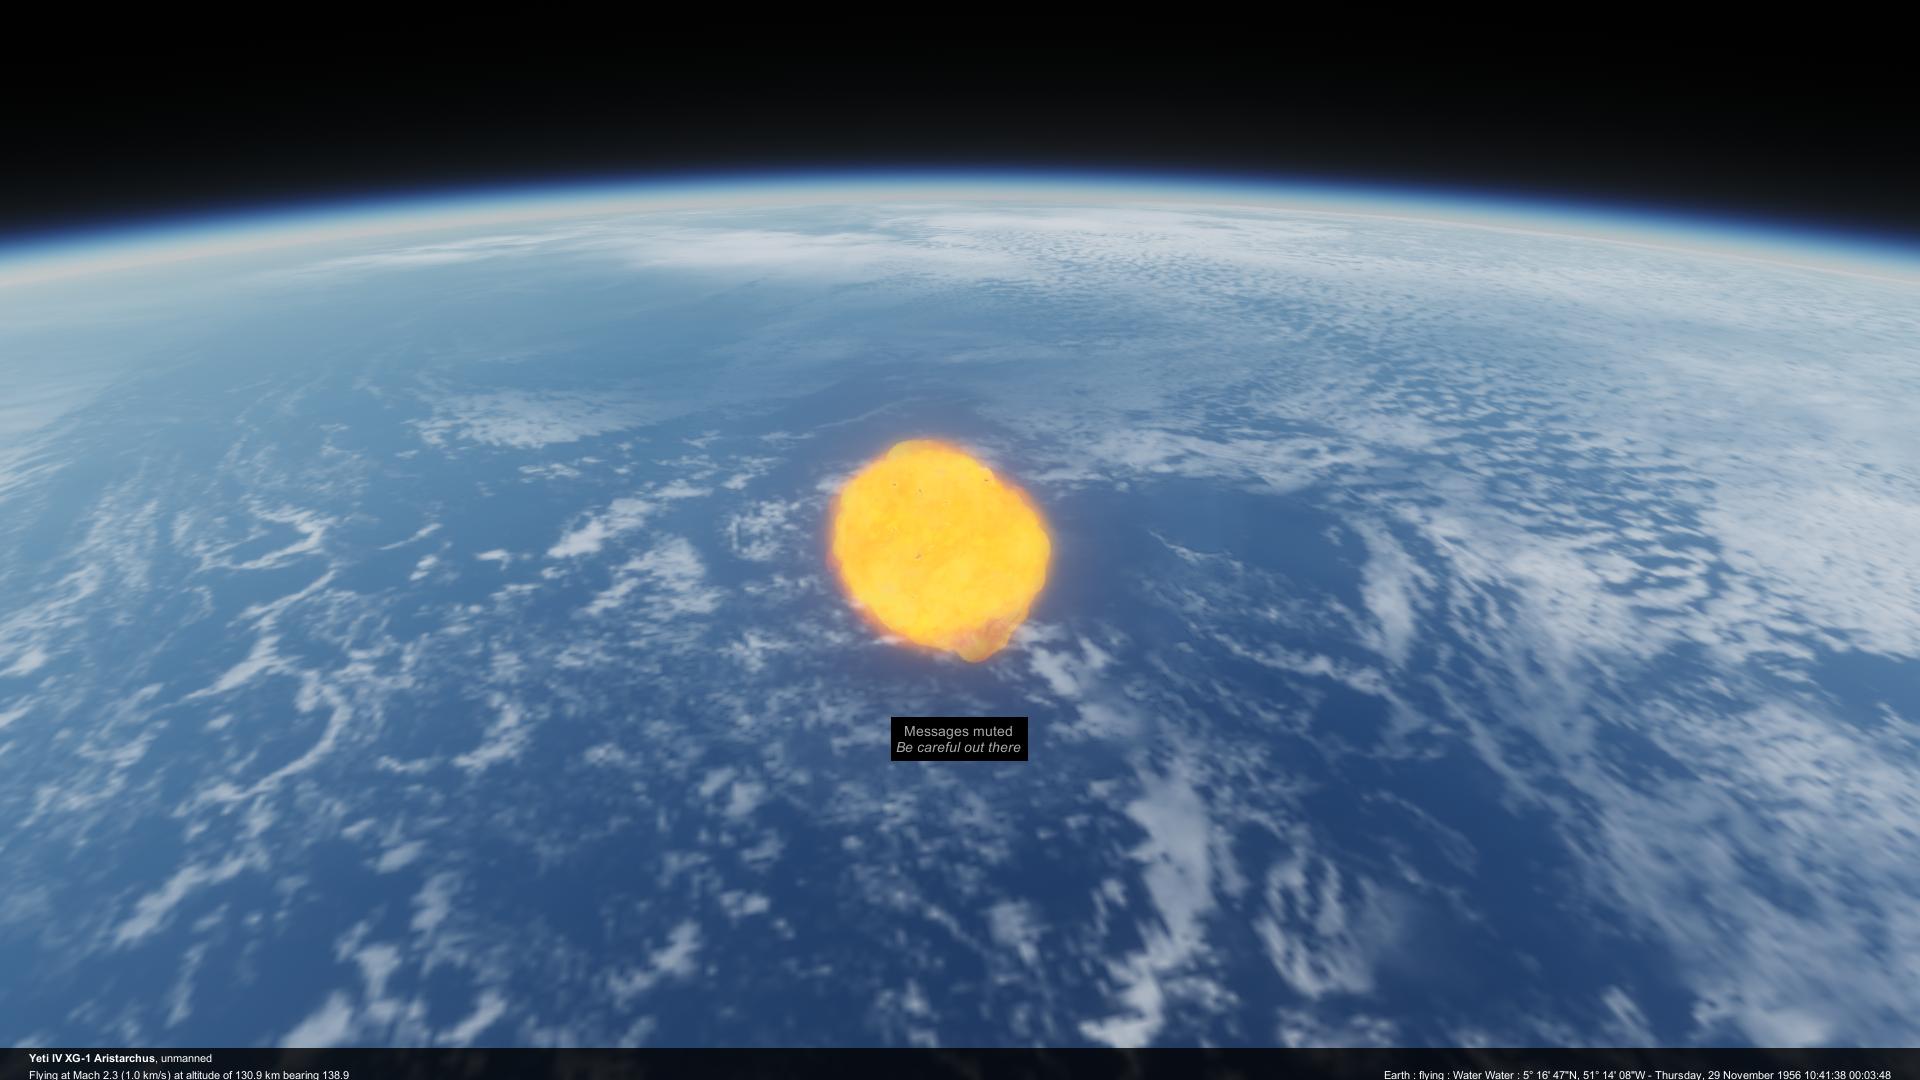 Messages muted
Be careful out there
Yeti IV XG-1 Aristarchus, unmanned
Flying at Mach 2.3 (1.0 km/s) at altitude of 130.9 km bearing 138.9
Earth : flying : Water Water : 5° 16' 47"N, 51° 14' 08"W - Thursday, 29 November 1956 10:41:38 00:03:48